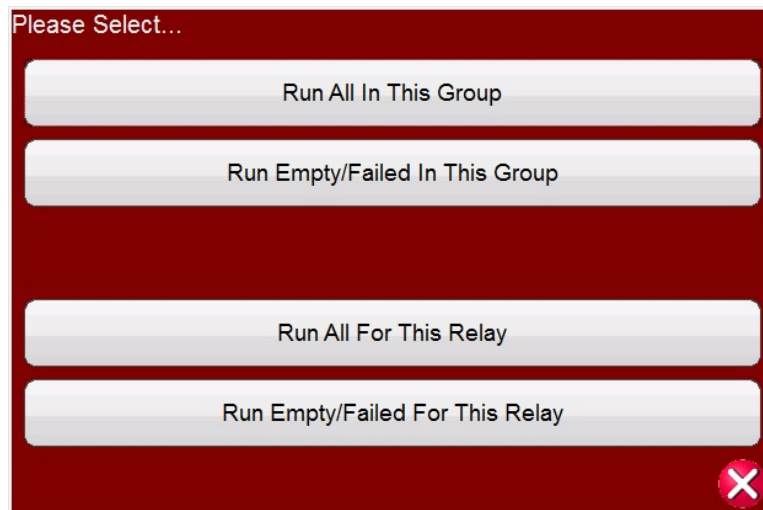 Please Select...
Run All In This Group
Run Empty/Failed In This Group
Run All For This Relay
Run Empty/Failed For This Relay